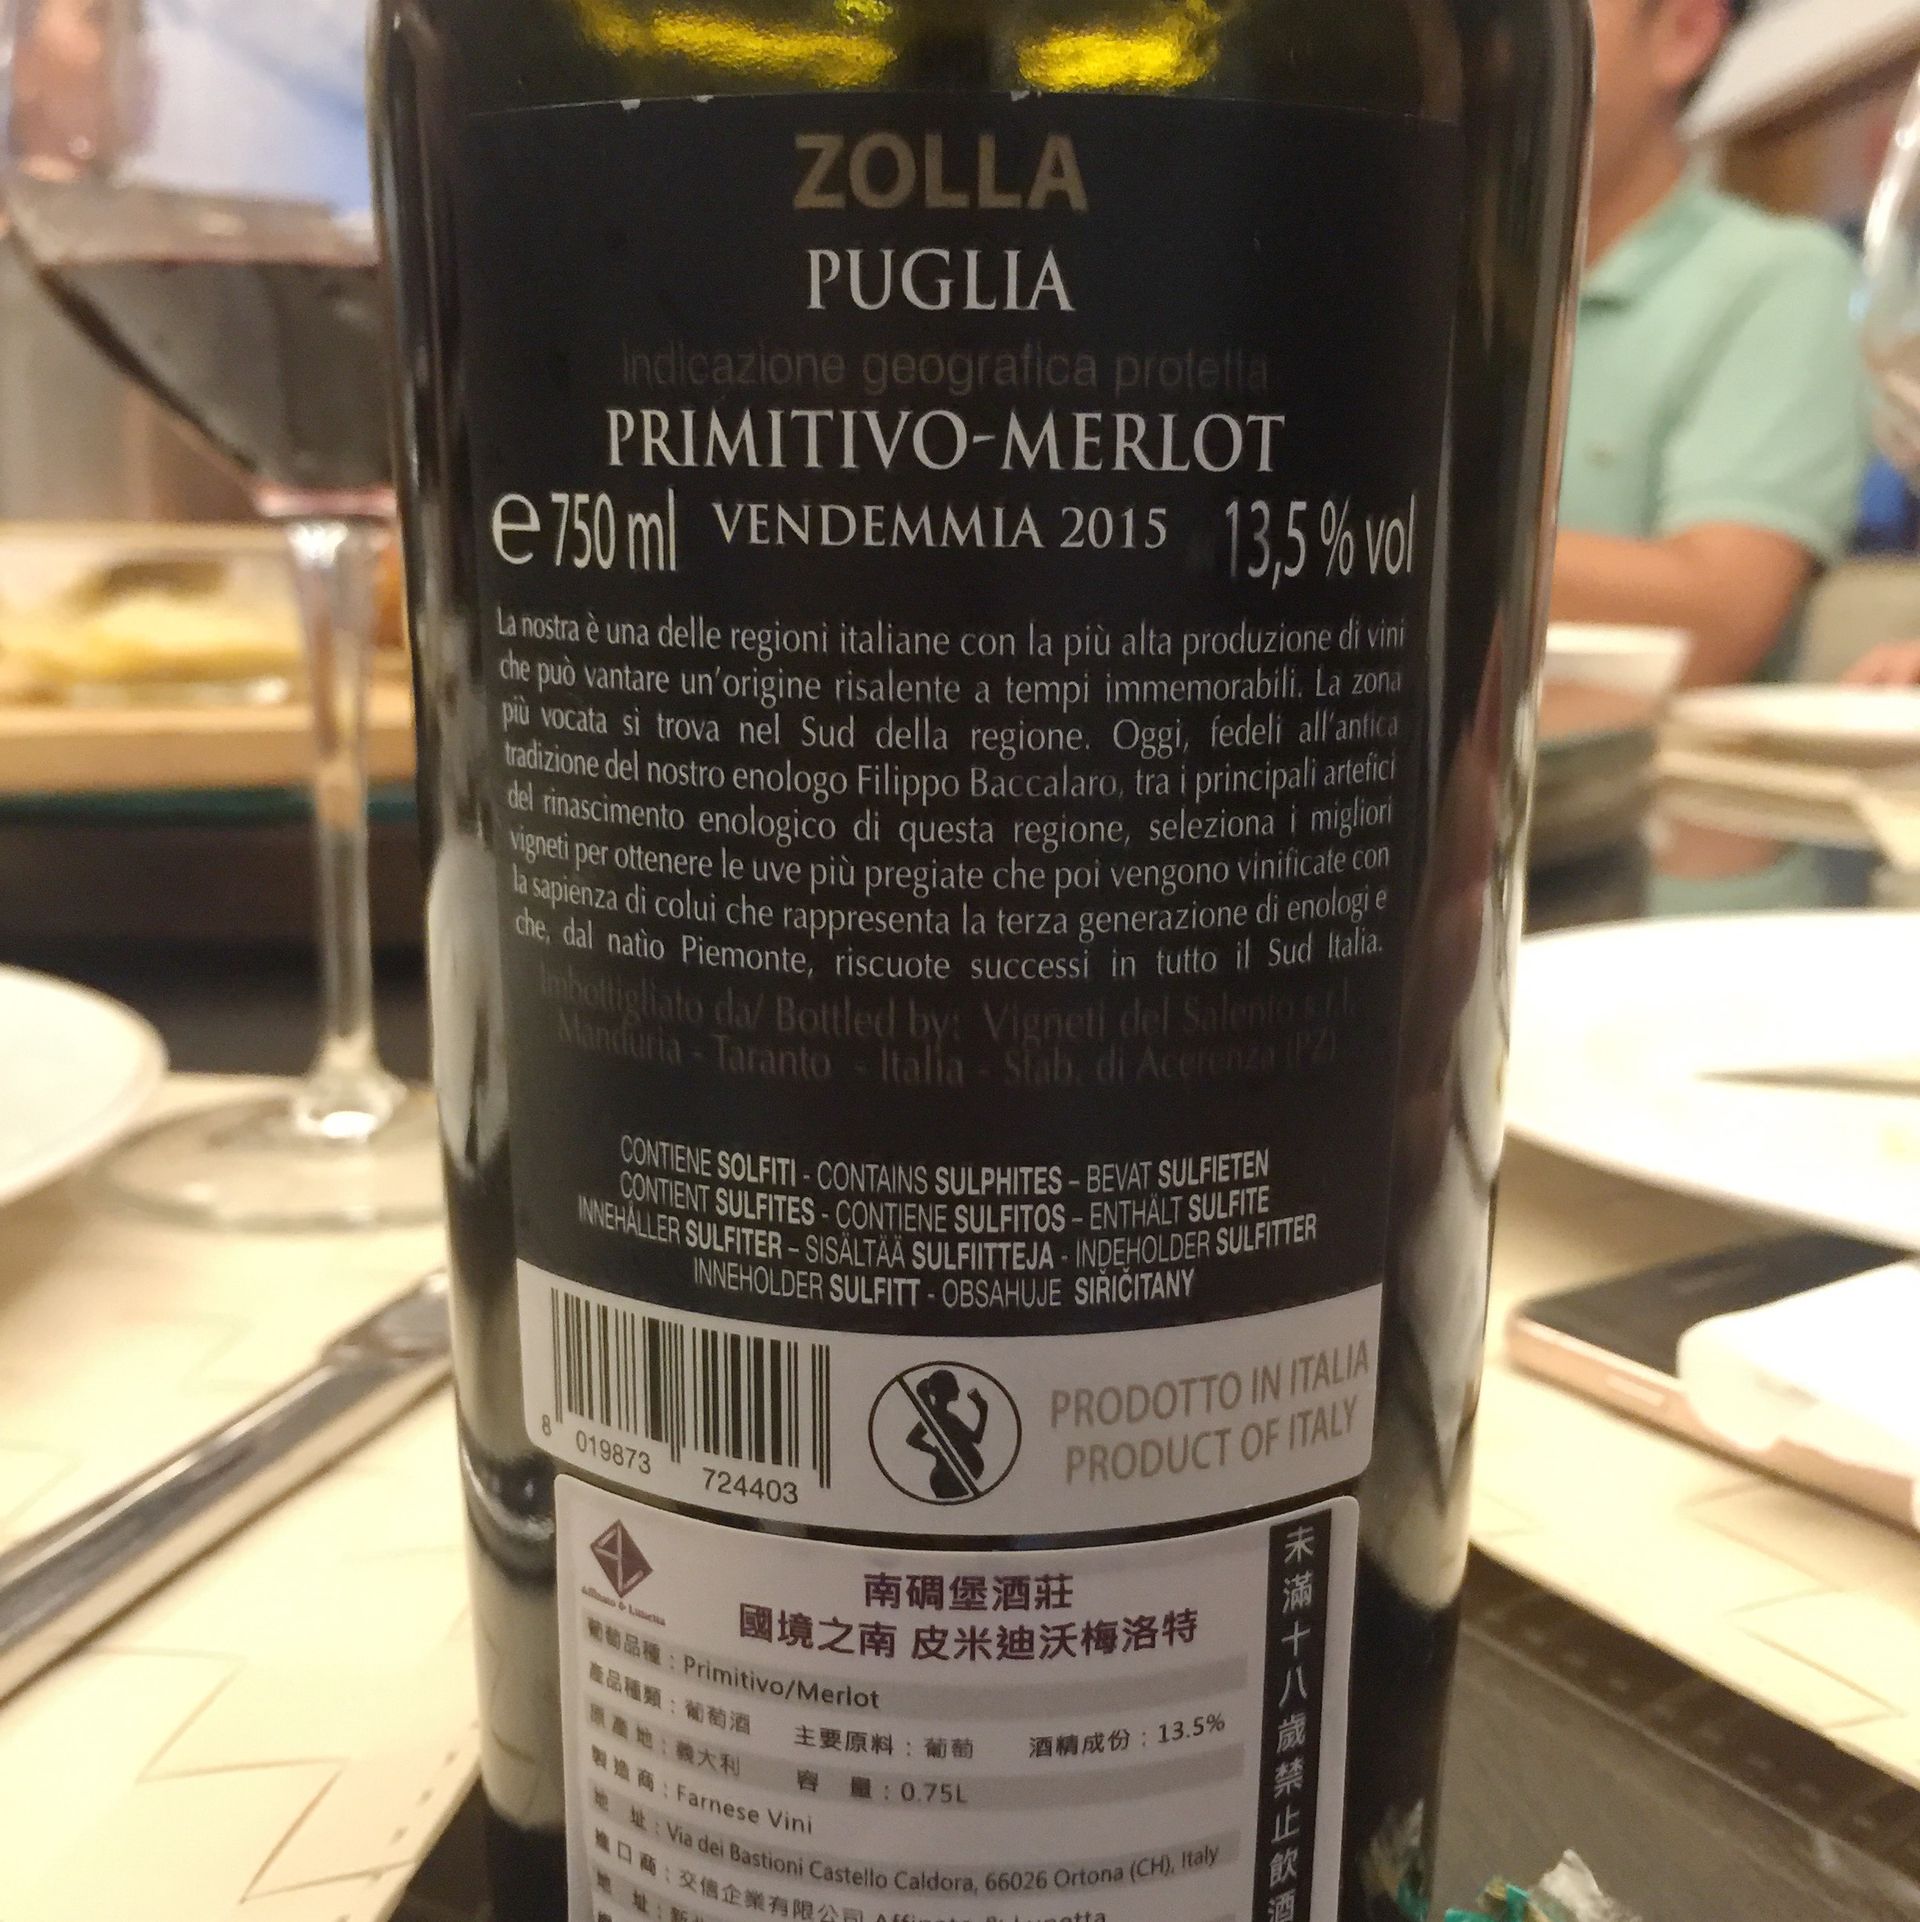 ZOLLA
PUGLIA
indicazione geografica protetta
PRIMITIVO-MERLOT
e 750 ml VENDEMMIA 2015 13,5 % vol
La nostra è una delle regioni italiane con la più alta produzione di vini
che può vantare un'origine risalente a tempi immemorabili. La zona
più vocata si trova nel Sud della regione. Oggi, fedeli all'antica
tradizione del nostro enologo Filippo Baccalaro, tra i principali artefici
del rinascimento enologico di questa regione, seleziona i migliori
vigneti per ottenere le uve più pregiate che poi vengono vinificate con
la sapienza di colui che rappresenta la terza generazione di enologi e
che, dal natìo Piemonte, riscuote successi in tutto il Sud Italia.
Imbottigliato da/ Bottled by: Vigneti del Salento s.r.l.
Manduria - Taranto - Italia - Stab. di Acerenza (PZ)
CONTIENE SOLFITI - CONTAINS SULPHITES - BEVAT SULFIETEN
CONTIENT SULFITES - CONTIENE SULFITOS - ENTHÄLT SULFITE
INNEHÅLLER SULFITER - SISÄLTÄÄ SULFIITTEJA - INDEHOLDER SULFITTER
INNEHOLDER SULFITT - OBSAHUJE SIŘIČITANY
8 019873 724403
PRODOTTO IN ITALIA
PRODUCT OF ITALY
南碉堡酒莊
國境之南 皮米迪沃梅洛特
葡萄品種：Primitivo/Merlot
產品種類：葡萄酒 主要原料：葡萄 酒精成份：13.5%
原產地：義大利 容量：0.75L
製造商：Farnese Vini
地址：Via dei Bastioni Castello Caldora, 66026 Ortona (CH), Italy
進口商：交信企業有限公司 Affinato & Lunetta
地址：新
未滿十八歲禁止飲酒